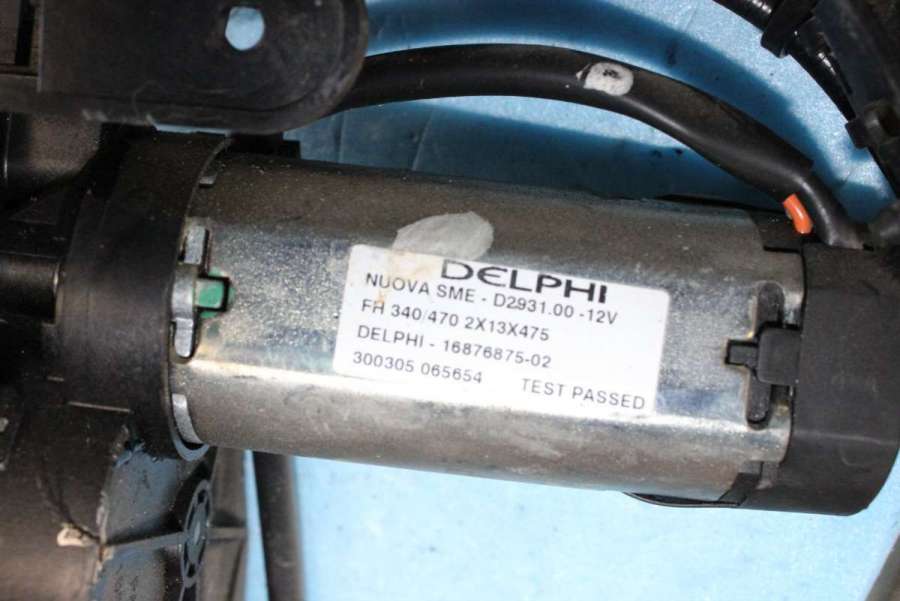 DELPHI
NUOVA SME - D2931.00 -12V
FH 340/470 2X13X475
DELPHI - 16876875-02
300305 065654 TEST PASSED